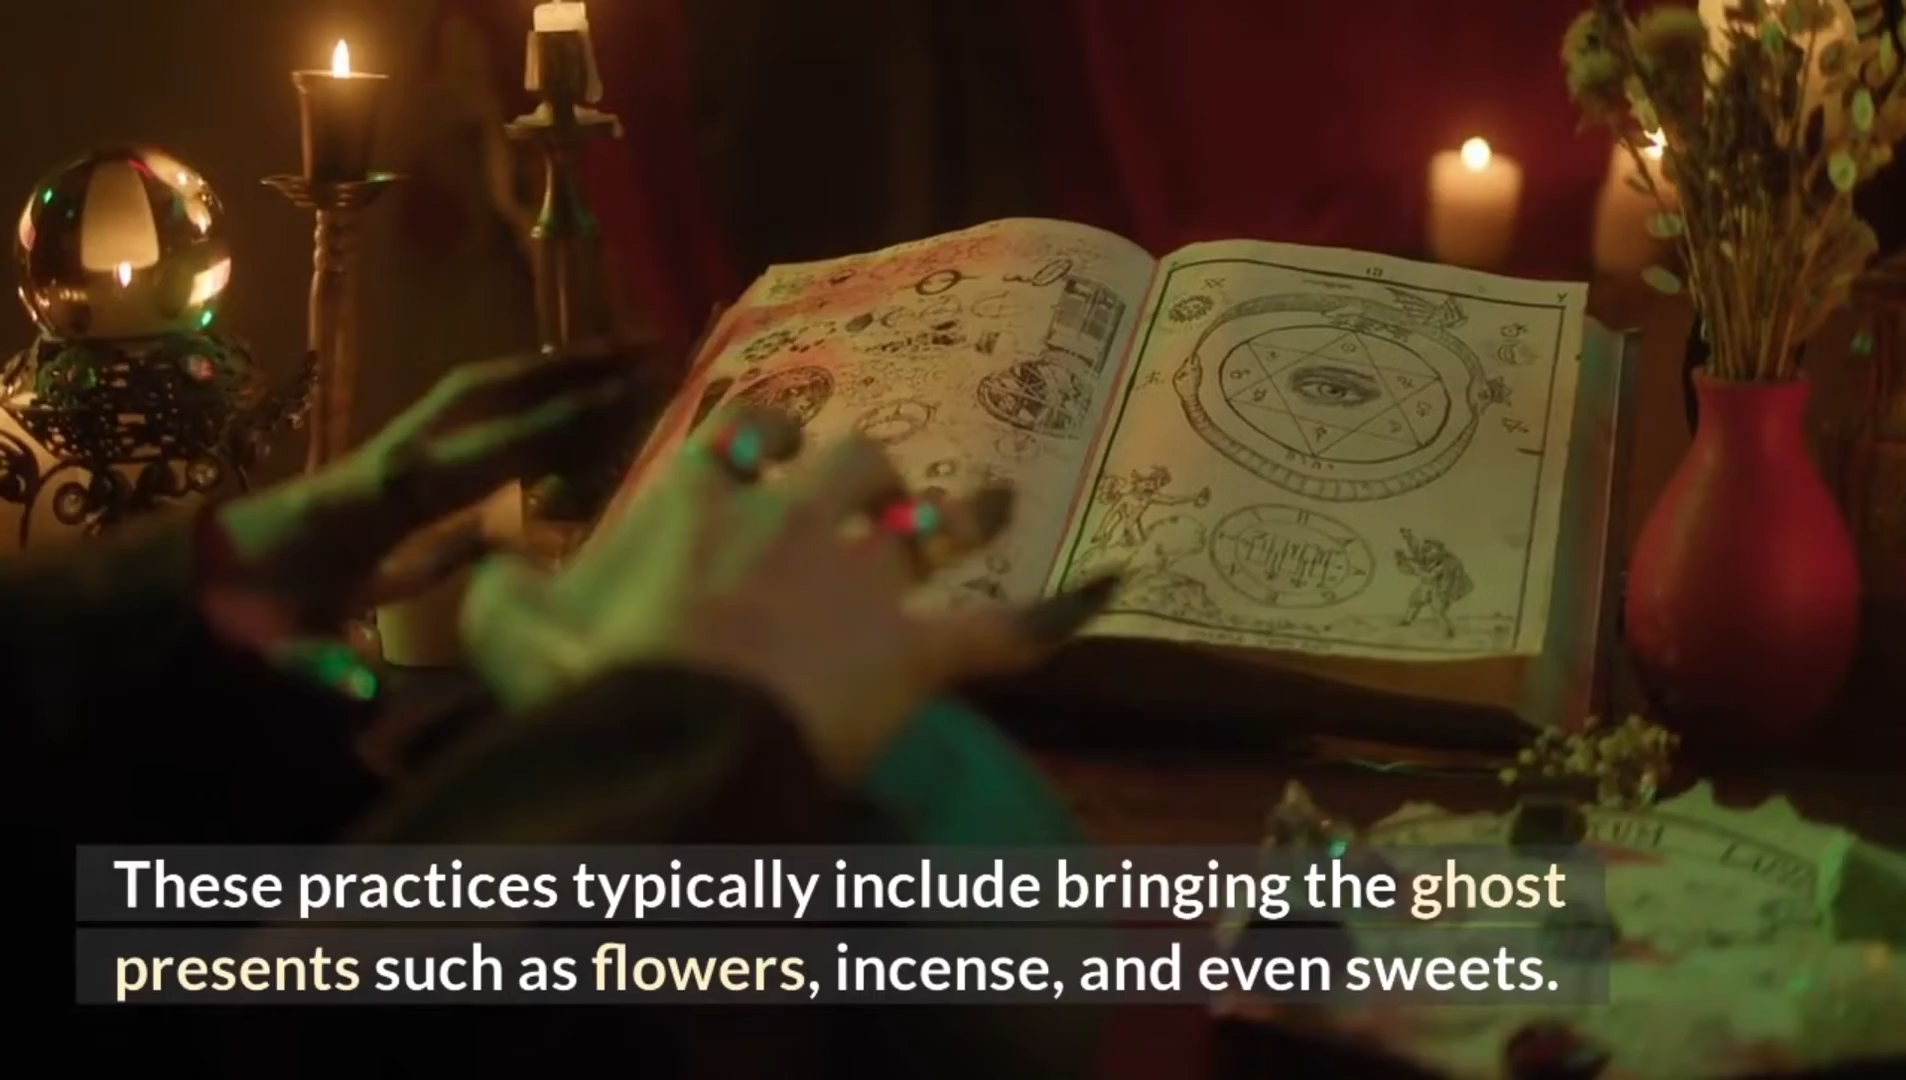 These practices typically include bringing the ghost
presents such as flowers, incense, and even sweets.